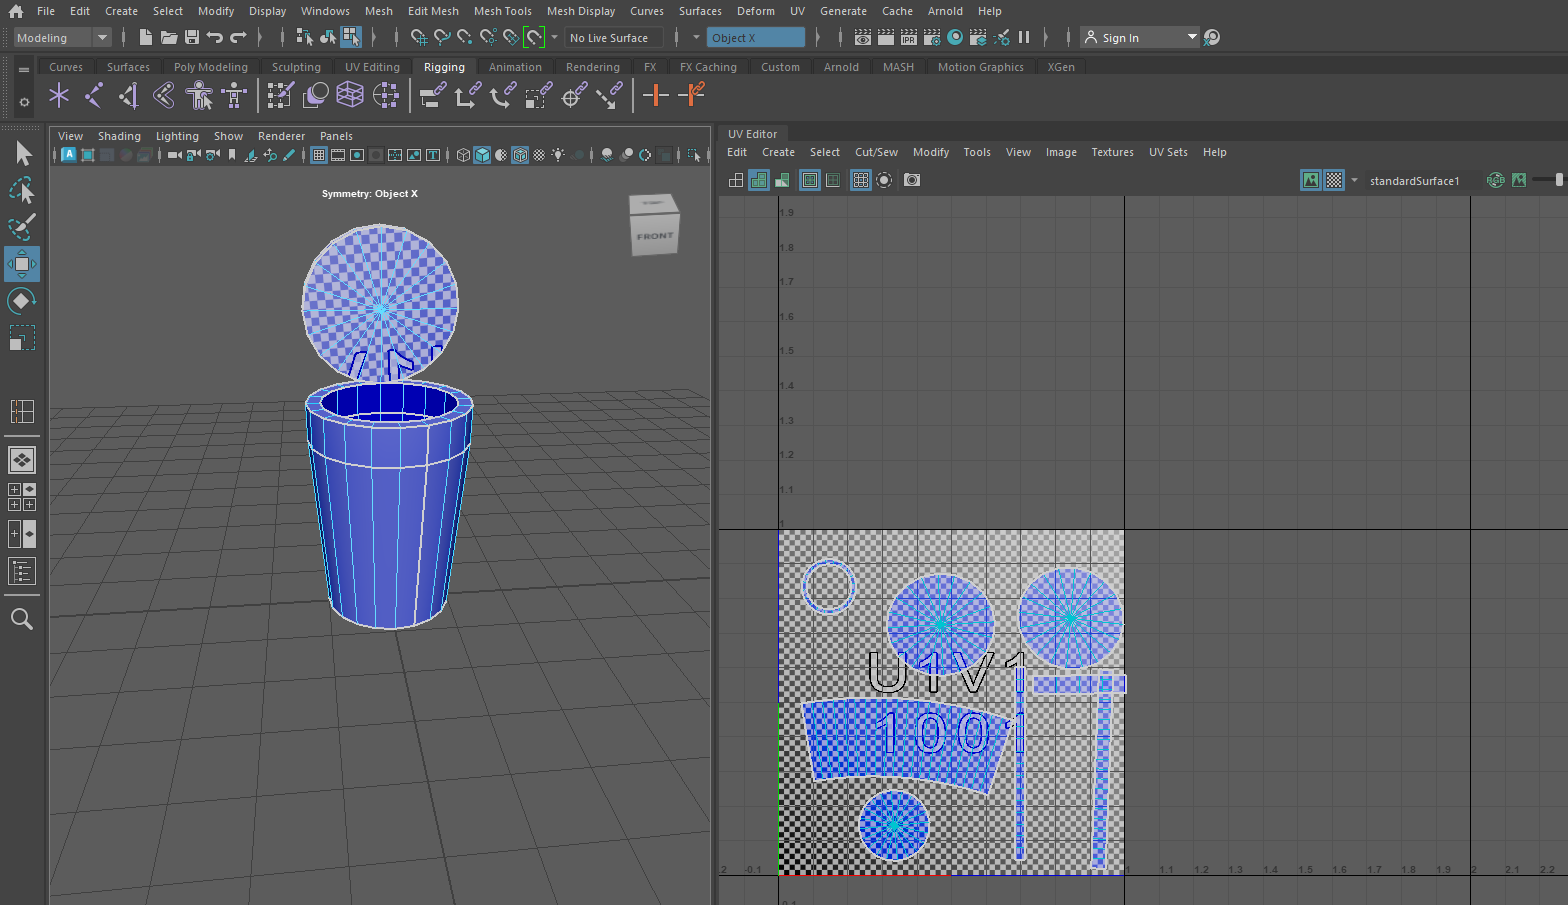 File Edit Create Select Modify Display Windows Mesh Edit Mesh Mesh Tools Mesh Display Curves Surfaces Deform UV Generate Cache Arnold Help
Modeling No Live Surface Object X IPR Sign In
Curves Surfaces Poly Modeling Sculpting UV Editing Rigging Animation Rendering FX FX Caching Custom Arnold MASH Motion Graphics XGen
View Shading Lighting Show Renderer Panels
Symmetry: Object X
FRONT
UV Editor
Edit Create Select Cut/Sew Modify Tools View Image Textures UV Sets Help
standardSurface1 RGB
1.9
1.8
1.7
1.6
1.5
1.4
1.3
1.2
1.1
1
U1V1
1001
.2 -0.1 1 1.1 1.2 1.3 1.4 1.5 1.6 1.7 1.8 1.9 2 2.1 2.2